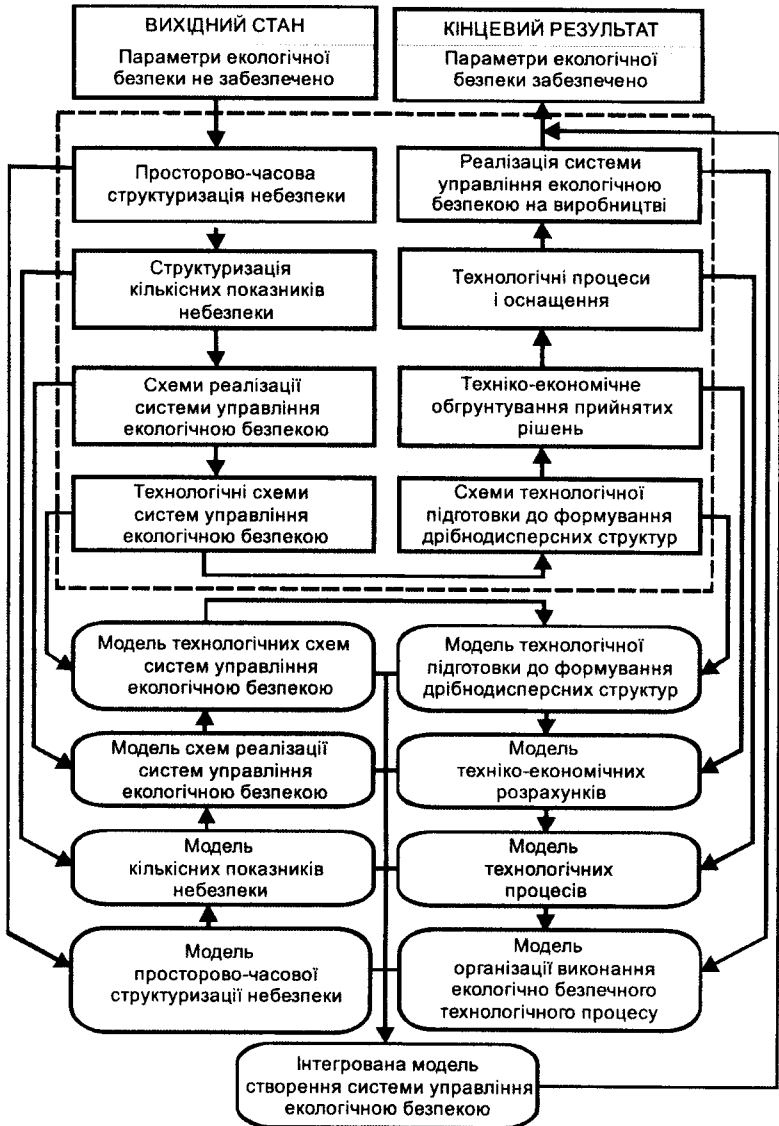 ВИХІДНИЙ СТАН
Параметри екологічної
безпеки не забезпечено
КІНЦЕВИЙ РЕЗУЛЬТАТ
Параметри екологічної
безпеки забезпечено
Просторово-часова
структуризація небезпеки
Реалізація системи
управління екологічною
безпекою на виробництві
Структуризація
кількісних показників
небезпеки
Технологічні процеси
і оснащення
Схеми реалізації
системи управління
екологічною безпекою
Техніко-економічне
обгрунтування прийнятих
рішень
Технологічні схеми
систем управління
екологічною безпекою
Схеми технологічної
підготовки до формування
дрібнодисперсних структур
Модель технологічних схем
систем управління
екологічною безпекою
Модель технологічної
підготовки до формування
дрібнодисперсних структур
Модель схем реалізації
систем управління
екологічною безпекою
Модель
техніко-економічних
розрахунків
Модель
кількісних показників
небезпеки
Модель
технологічних
процесів
Модель
просторово-часової
структуризації небезпеки
Модель
організації виконання
екологічно безпечного
технологічного процесу
Інтегрована модель
створення системи управління
екологічною безпекою